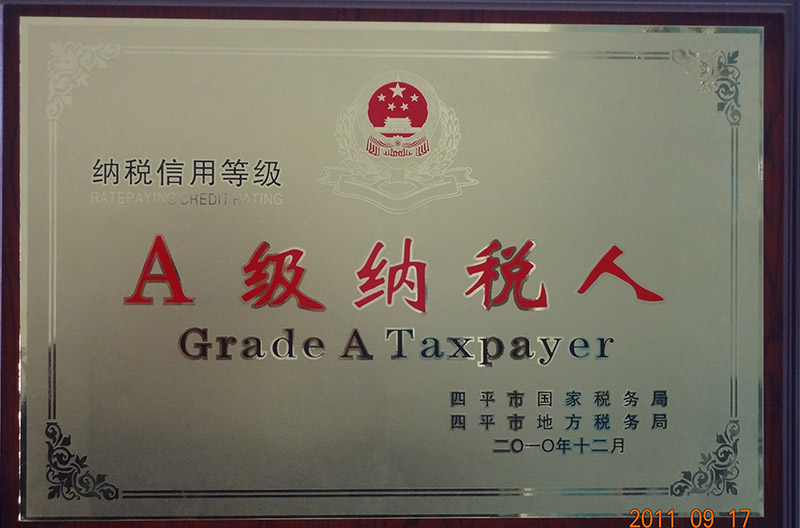 纳税信用等级
RATEPAYING CREDIT RATING
A级纳税人
Grade A Taxpayer
四平市国家税务局
四平市地方税务局
二〇一〇年十二月
2011 09 17